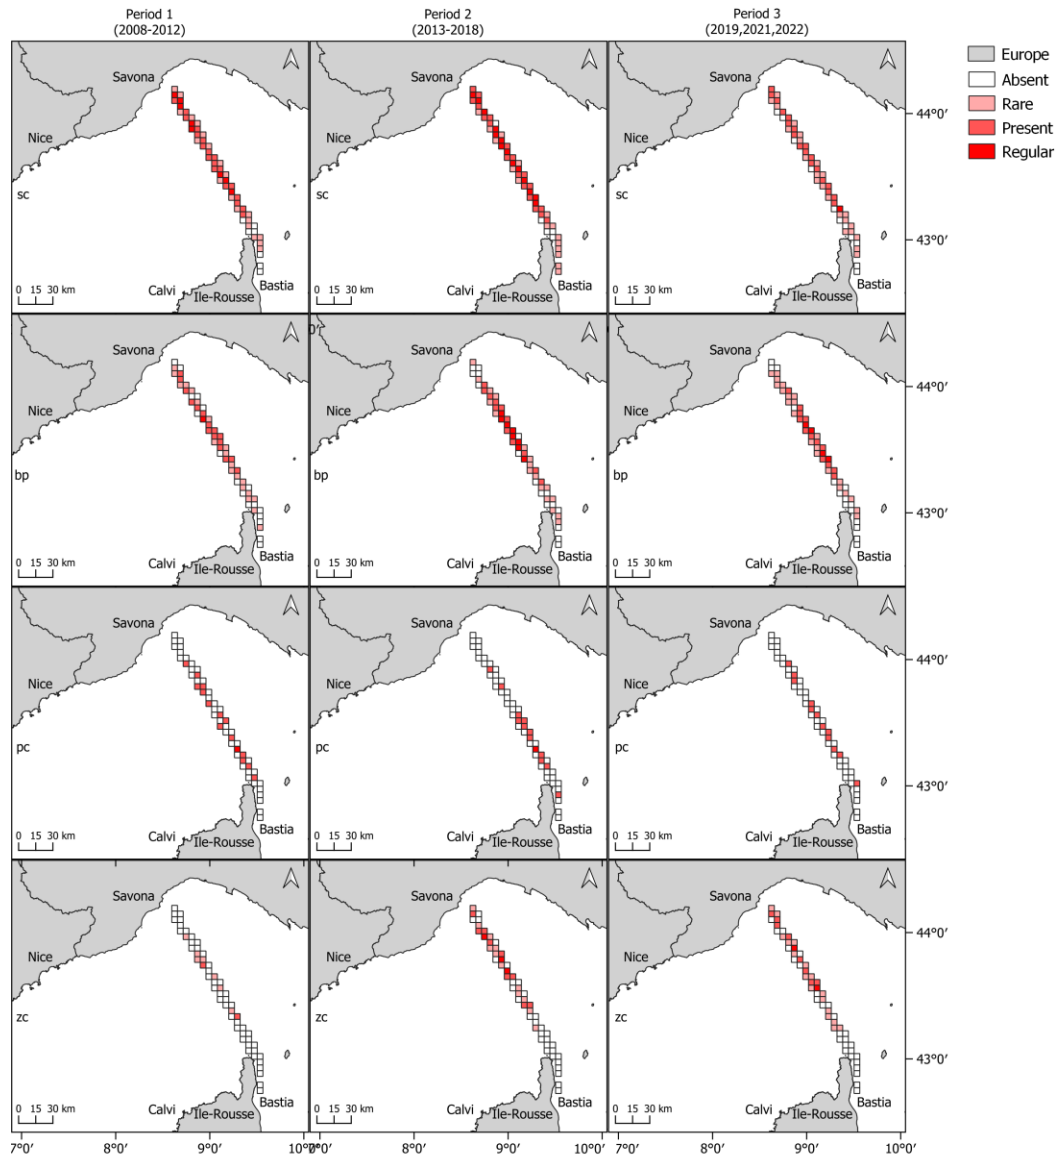 Period 1
(2008-2012)
Period 2
(2013-2018)
Period 3
(2019,2021,2022)
Europe
Absent
Rare
Present
Regular
Savona
Nice
sc
0 15 30 km
Calvi
Ile-Rousse
Bastia
Savona
Nice
sc
0 15 30 km
Calvi
Ile-Rousse
Bastia
Savona
Nice
sc
0 15 30 km
Calvi
Ile-Rousse
Bastia
44°0′
43°0′
Savona
Nice
bp
0 15 30 km
Calvi
Ile-Rousse
Bastia
Savona
Nice
bp
0 15 30 km
Calvi
Ile-Rousse
Bastia
Savona
Nice
bp
0 15 30 km
Calvi
Ile-Rousse
Bastia
44°0′
43°0′
Savona
Nice
pc
0 15 30 km
Calvi
Ile-Rousse
Bastia
Savona
Nice
pc
0 15 30 km
Calvi
Ile-Rousse
Bastia
Savona
Nice
pc
0 15 30 km
Calvi
Ile-Rousse
Bastia
44°0′
43°0′
Savona
Nice
zc
0 15 30 km
Calvi
Ile-Rousse
Bastia
Savona
Nice
zc
0 15 30 km
Calvi
Ile-Rousse
Bastia
Savona
Nice
zc
0 15 30 km
Calvi
Ile-Rousse
Bastia
44°0′
43°0′
7°0′ 8°0′ 9°0′ 8°0′ 9°0′ 10°0′ 8°0′ 9°0′ 10°0′